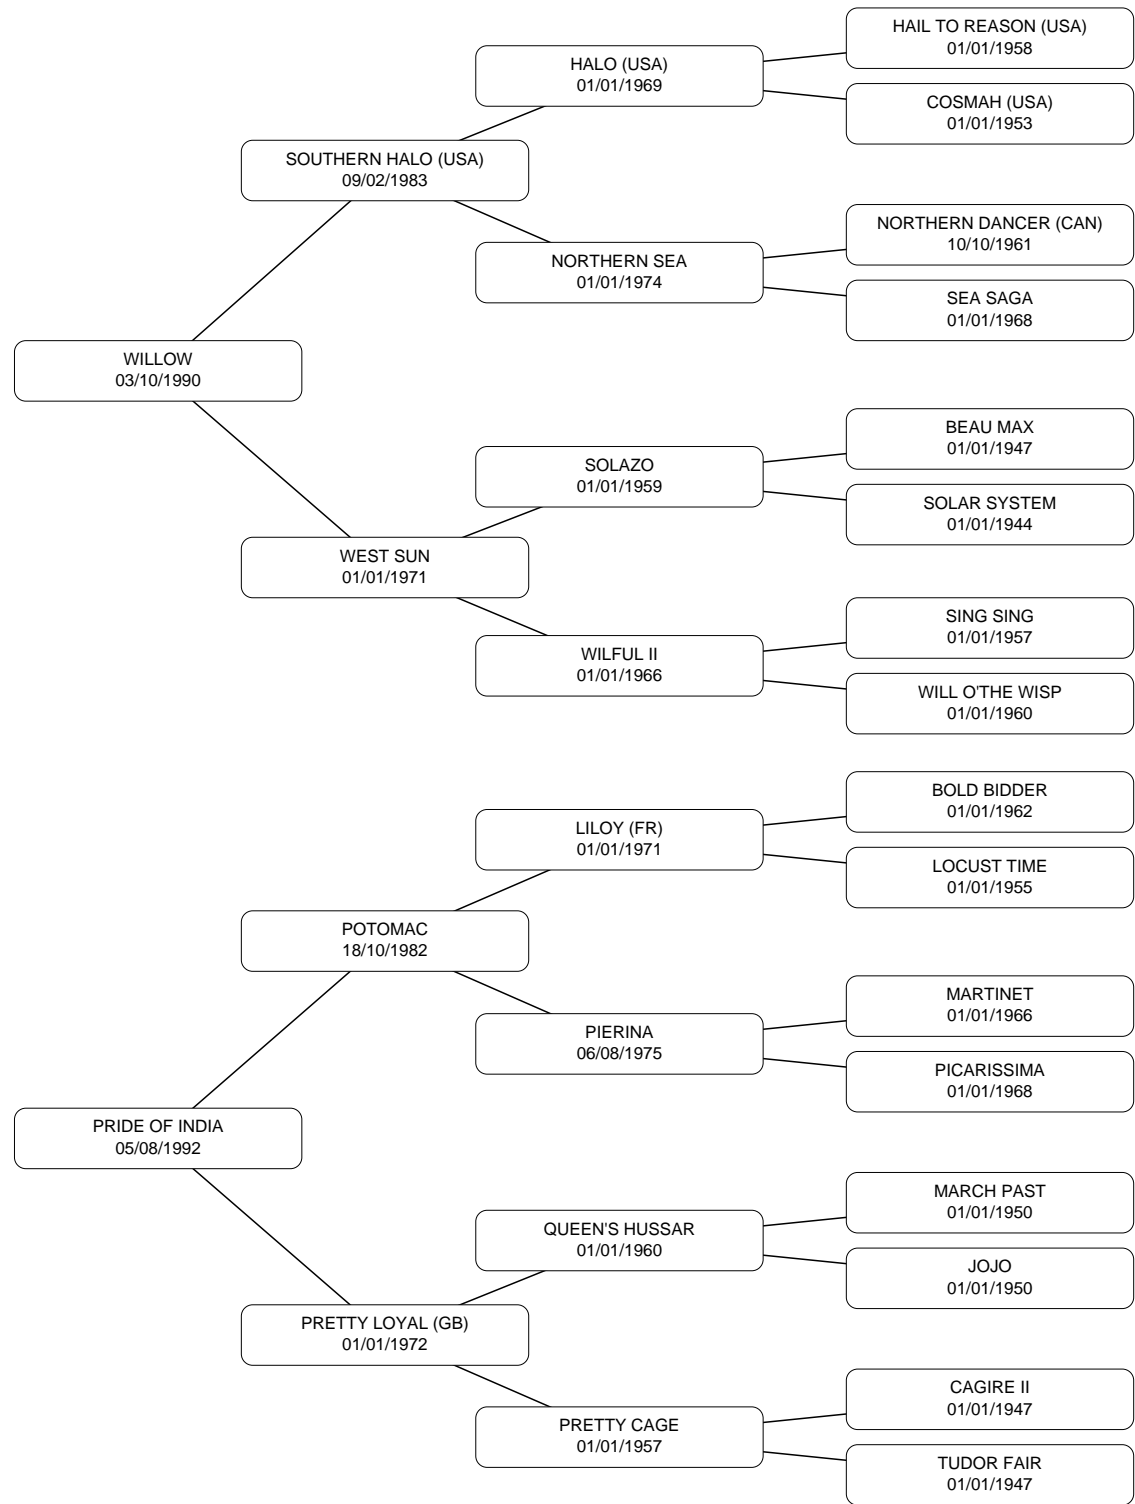 HAIL TO REASON (USA)
01/01/1958
HALO (USA)
01/01/1969
COSMAH (USA)
01/01/1953
SOUTHERN HALO (USA)
09/02/1983
NORTHERN DANCER (CAN)
10/10/1961
NORTHERN SEA
01/01/1974
SEA SAGA
01/01/1968
WILLOW
03/10/1990
BEAU MAX
01/01/1947
SOLAZO
01/01/1959
SOLAR SYSTEM
01/01/1944
WEST SUN
01/01/1971
SING SING
01/01/1957
WILFUL II
01/01/1966
WILL O'THE WISP
01/01/1960
BOLD BIDDER
01/01/1962
LILOY (FR)
01/01/1971
LOCUST TIME
01/01/1955
POTOMAC
18/10/1982
MARTINET
01/01/1966
PIERINA
06/08/1975
PICARISSIMA
01/01/1968
PRIDE OF INDIA
05/08/1992
MARCH PAST
01/01/1950
QUEEN'S HUSSAR
01/01/1960
JOJO
01/01/1950
PRETTY LOYAL (GB)
01/01/1972
CAGIRE II
01/01/1947
PRETTY CAGE
01/01/1957
TUDOR FAIR
01/01/1947